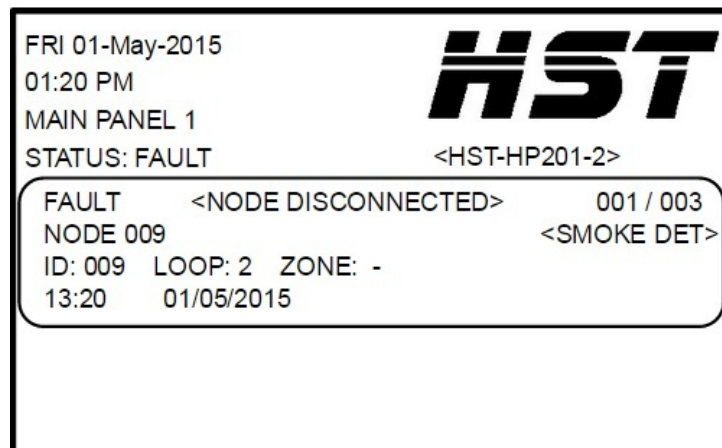 FRI 01-May-2015
HST
01:20 PM
MAIN PANEL 1
STATUS: FAULT <HST-HP201-2>
FAULT <NODE DISCONNECTED> 001 / 003
NODE 009 <SMOKE DET>
ID: 009 LOOP: 2 ZONE: -
13:20 01/05/2015